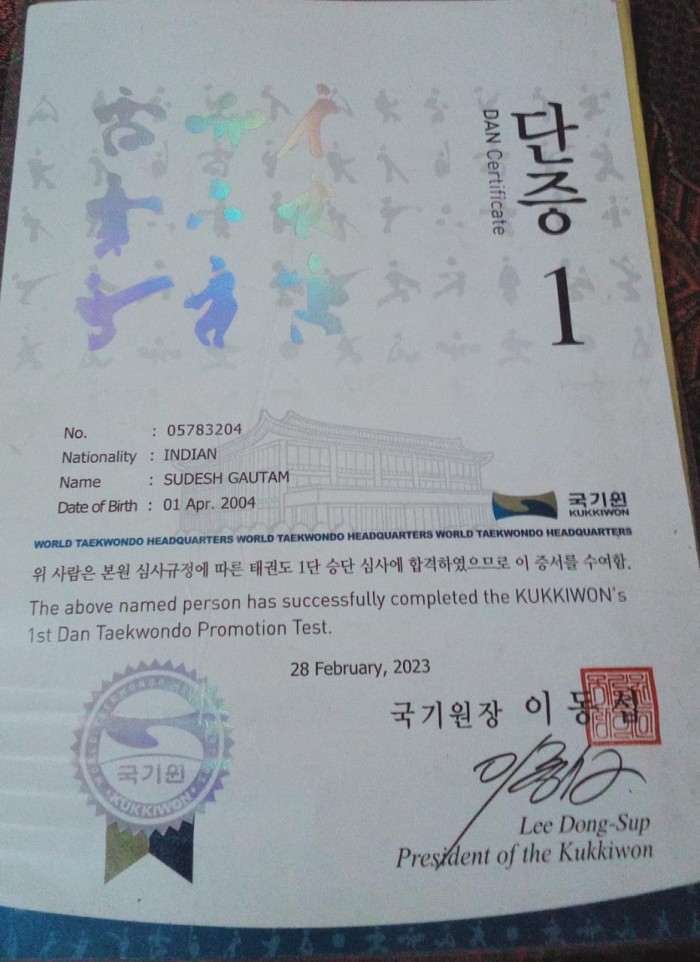 단증
DAN Certificate
1
No. : 05783204
Nationality : INDIAN
Name : SUDESH GAUTAM
Date of Birth : 01 Apr. 2004
국기원
KUKKIWON
WORLD TAEKWONDO HEADQUARTERS WORLD TAEKWONDO HEADQUARTERS WORLD TAEKWONDO HEADQUARTERS
위 사람은 본원 심사규정에 따른 태권도 1단 승단 심사에 합격하였으므로 이 증서를 수여함.
The above named person has successfully completed the KUKKIWON's
1st Dan Taekwondo Promotion Test.
28 February, 2023
국기원장 이동섭
Lee Dong-Sup
President of the Kukkiwon
국기원
KUKKIWON